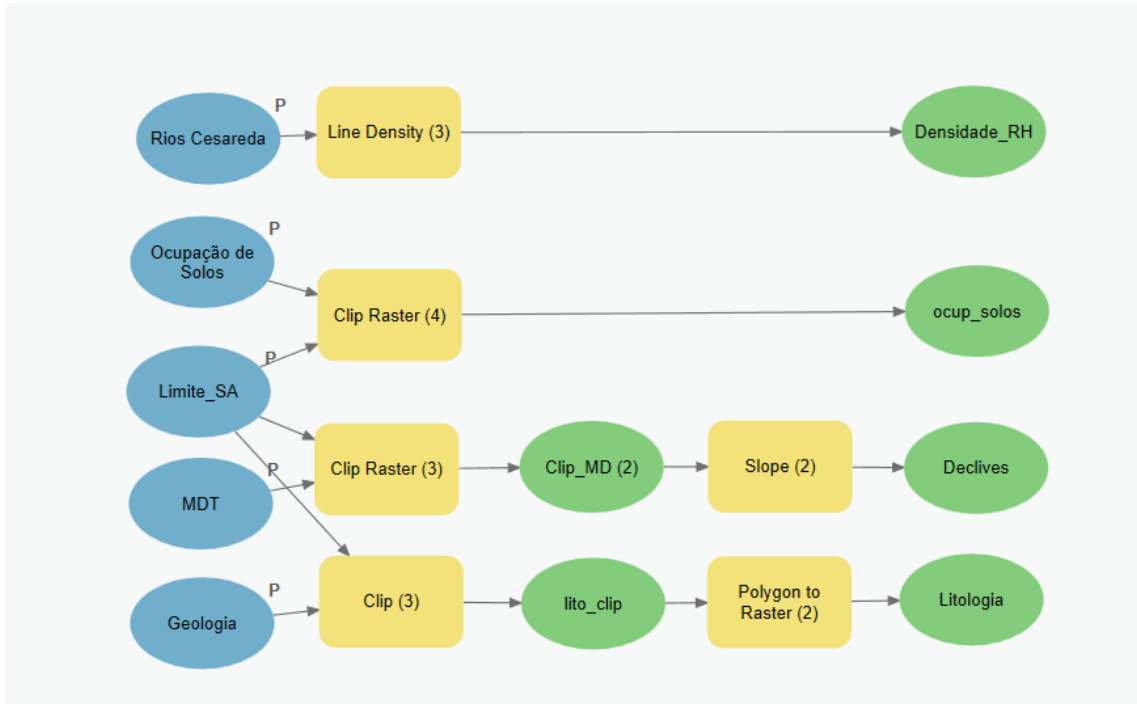 P
Rios Cesareda
Line Density (3)
Densidade_RH
P
Ocupação de
Solos
Clip Raster (4)
ocup_solos
P
Limite_SA
Clip Raster (3)
Clip_MD (2)
Slope (2)
Declives
P
MDT
P
Geologia
Clip (3)
lito_clip
Polygon to
Raster (2)
Litologia